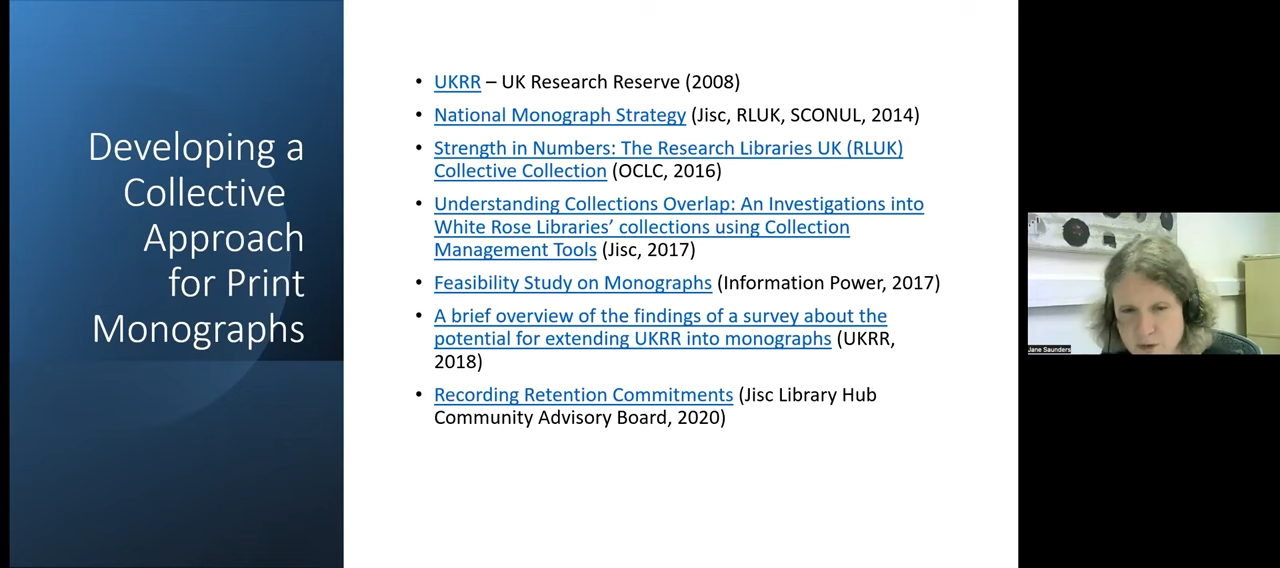 Developing a
Collective
Approach
for Print
Monographs
• UKRR – UK Research Reserve (2008)
• National Monograph Strategy (Jisc, RLUK, SCONUL, 2014)
• Strength in Numbers: The Research Libraries UK (RLUK)
Collective Collection (OCLC, 2016)
• Understanding Collections Overlap: An Investigations into
White Rose Libraries’ collections using Collection
Management Tools (Jisc, 2017)
• Feasibility Study on Monographs (Information Power, 2017)
• A brief overview of the findings of a survey about the
potential for extending UKRR into monographs (UKRR,
2018)
• Recording Retention Commitments (Jisc Library Hub
Community Advisory Board, 2020)
Jane Saunders